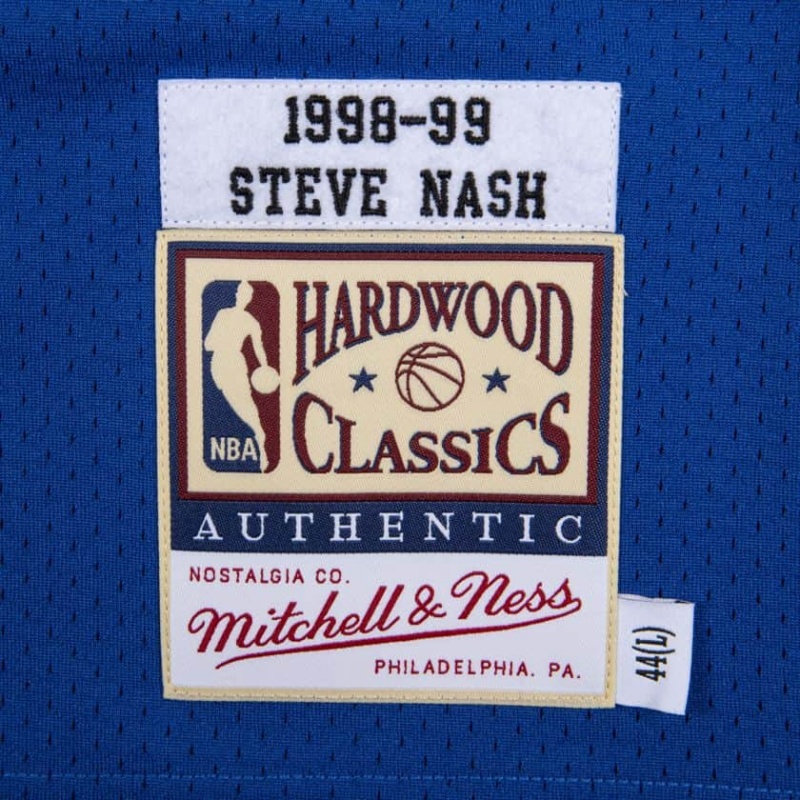 1998-99
STEVE NASH
HARDWOOD
CLASSICS
NBA
AUTHENTIC
NOSTALGIA CO.
Mitchell & Ness
PHILADELPHIA. PA.
44(L)